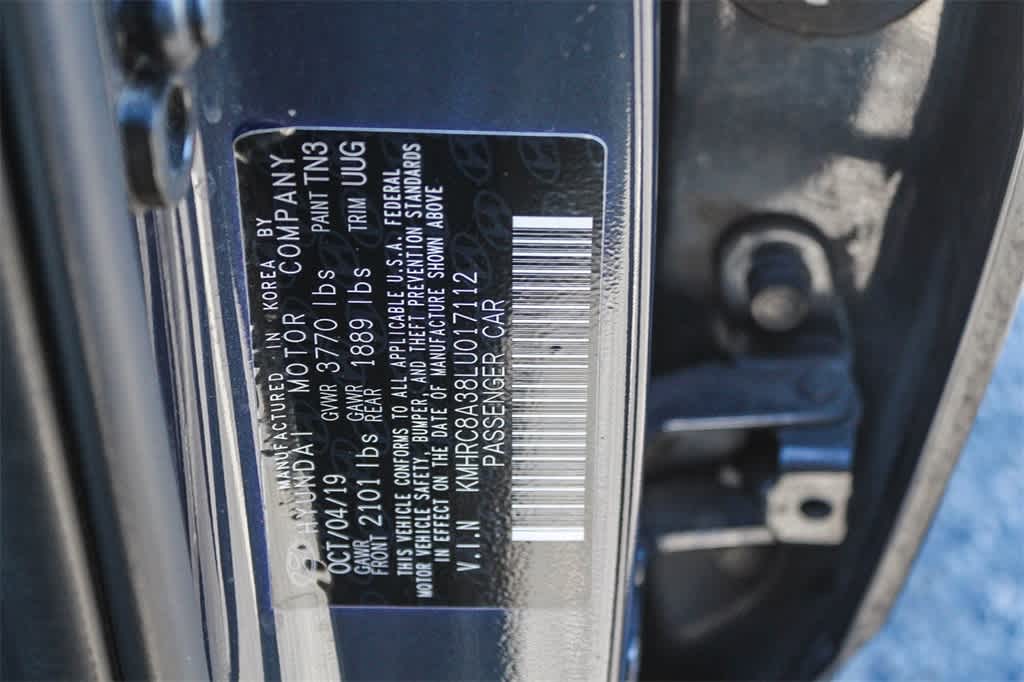 MANUFACTURED IN KOREA BY
HYUNDAI MOTOR COMPANY
OCT/04/19 GVWR 3770 lbs PAINT TN3
GAWR FRONT 2101 lbs GAWR REAR 1889 lbs TRIM UUG
THIS VEHICLE CONFORMS TO ALL APPLICABLE U.S.A. FEDERAL
MOTOR VEHICLE SAFETY, BUMPER, AND THEFT PREVENTION STANDARDS
IN EFFECT ON THE DATE OF MANUFACTURE SHOWN ABOVE
V.I.N KMHRC8A38LU017112
PASSENGER CAR